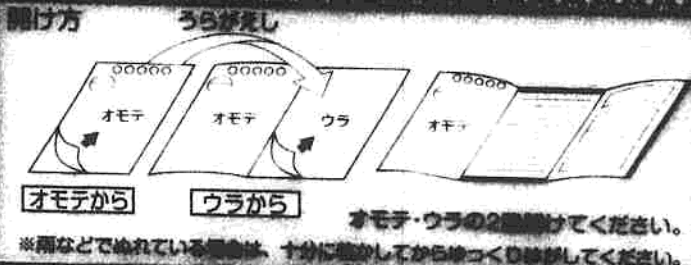 開け方
うらがえし
オモテ
オモテ
ウラ
オモテ
オモテから
ウラから
オモテ・ウラの2面開けてください。
※雨などでぬれている場合は、十分に乾かしてからゆっくりはがしてください。